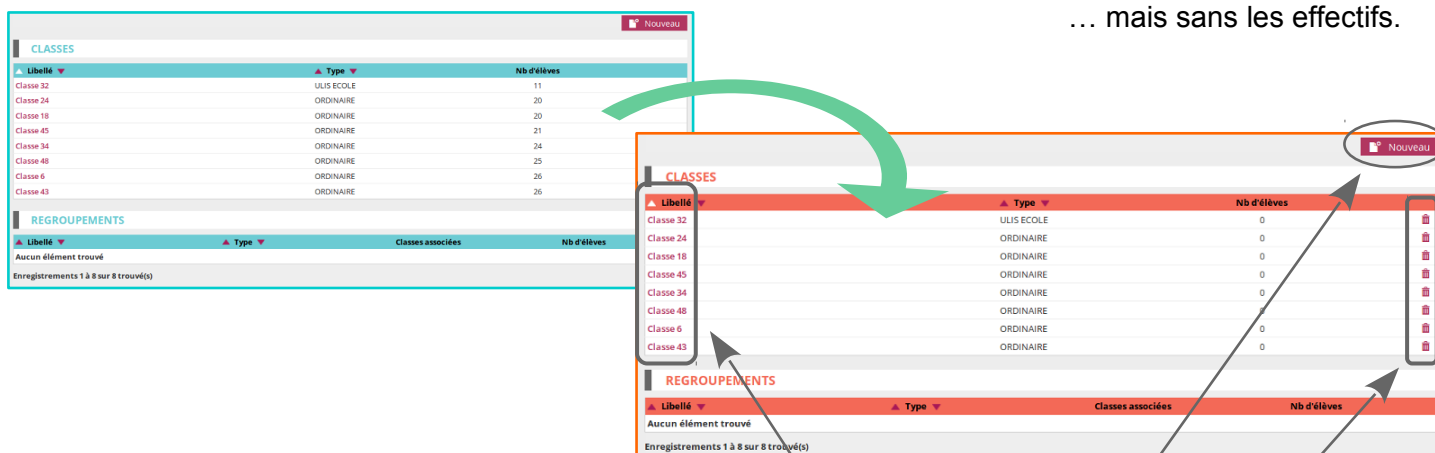 … mais sans les effectifs.
Nouveau
CLASSES
Libellé Type Nb d'élèves
Classe 32 ULIS ECOLE 11
Classe 24 ORDINAIRE 20
Classe 18 ORDINAIRE 20
Classe 45 ORDINAIRE 21
Classe 34 ORDINAIRE 24
Classe 48 ORDINAIRE 25
Classe 6 ORDINAIRE 26
Classe 43 ORDINAIRE 26
REGROUPEMENTS
Libellé Type Classes associées Nb d'élèves
Aucun élément trouvé
Enregistrements 1 à 8 sur 8 trouvé(s)
Nouveau
CLASSES
Libellé Type Nb d'élèves
Classe 32 ULIS ECOLE 0
Classe 24 ORDINAIRE 0
Classe 18 ORDINAIRE 0
Classe 45 ORDINAIRE 0
Classe 34 ORDINAIRE 0
Classe 48 ORDINAIRE 0
Classe 6 ORDINAIRE 0
Classe 43 ORDINAIRE 0
REGROUPEMENTS
Libellé Type Classes associées Nb d'élèves
Aucun élément trouvé
Enregistrements 1 à 8 sur 8 trouvé(s)